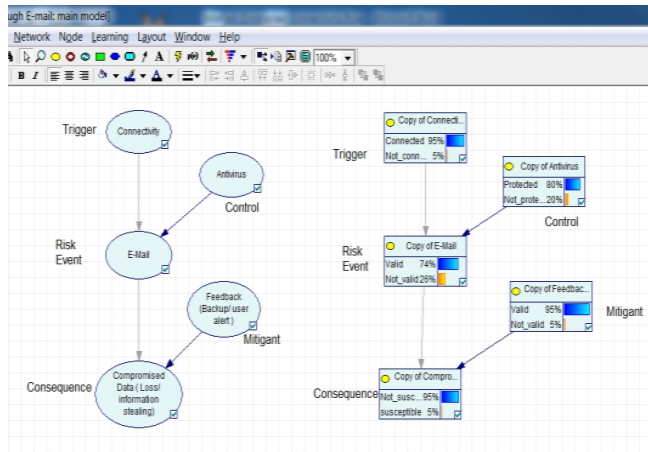 ugh E-mail: main model]
Network Node Learning Layout Window Help
A 100%
B I A
Trigger
Connectivity
Antivirus
Control
Risk
Event
E-Mail
Feedback
(Backup/ user
alert )
Mitigant
Consequence
Compromised
Data ( Loss/
information
stealing)
Trigger
Copy of Connecti...
Connected 95%
Not_conn... 5%
Copy of Antivirus
Protected 80%
Not_prote...20%
Control
Risk
Event
Copy of E-Mail
Valid 74%
Not_valid26%
Copy of Feedbac...
Valid 95%
Not_valid 5%
Mitigant
Consequence
Copy of Compro...
Not_susc...95%
susceptible 5%